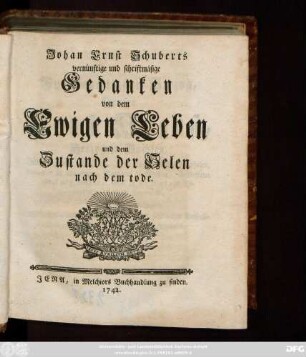 Johan Ernst Schuberts
vernünftige und schriftmäßige
Gedanken
von dem
Ewigen Leben
und dem
Zustande der Selen
nach dem tode.
JENA, in Melchiors Buchhandlung zu finden.
1742.